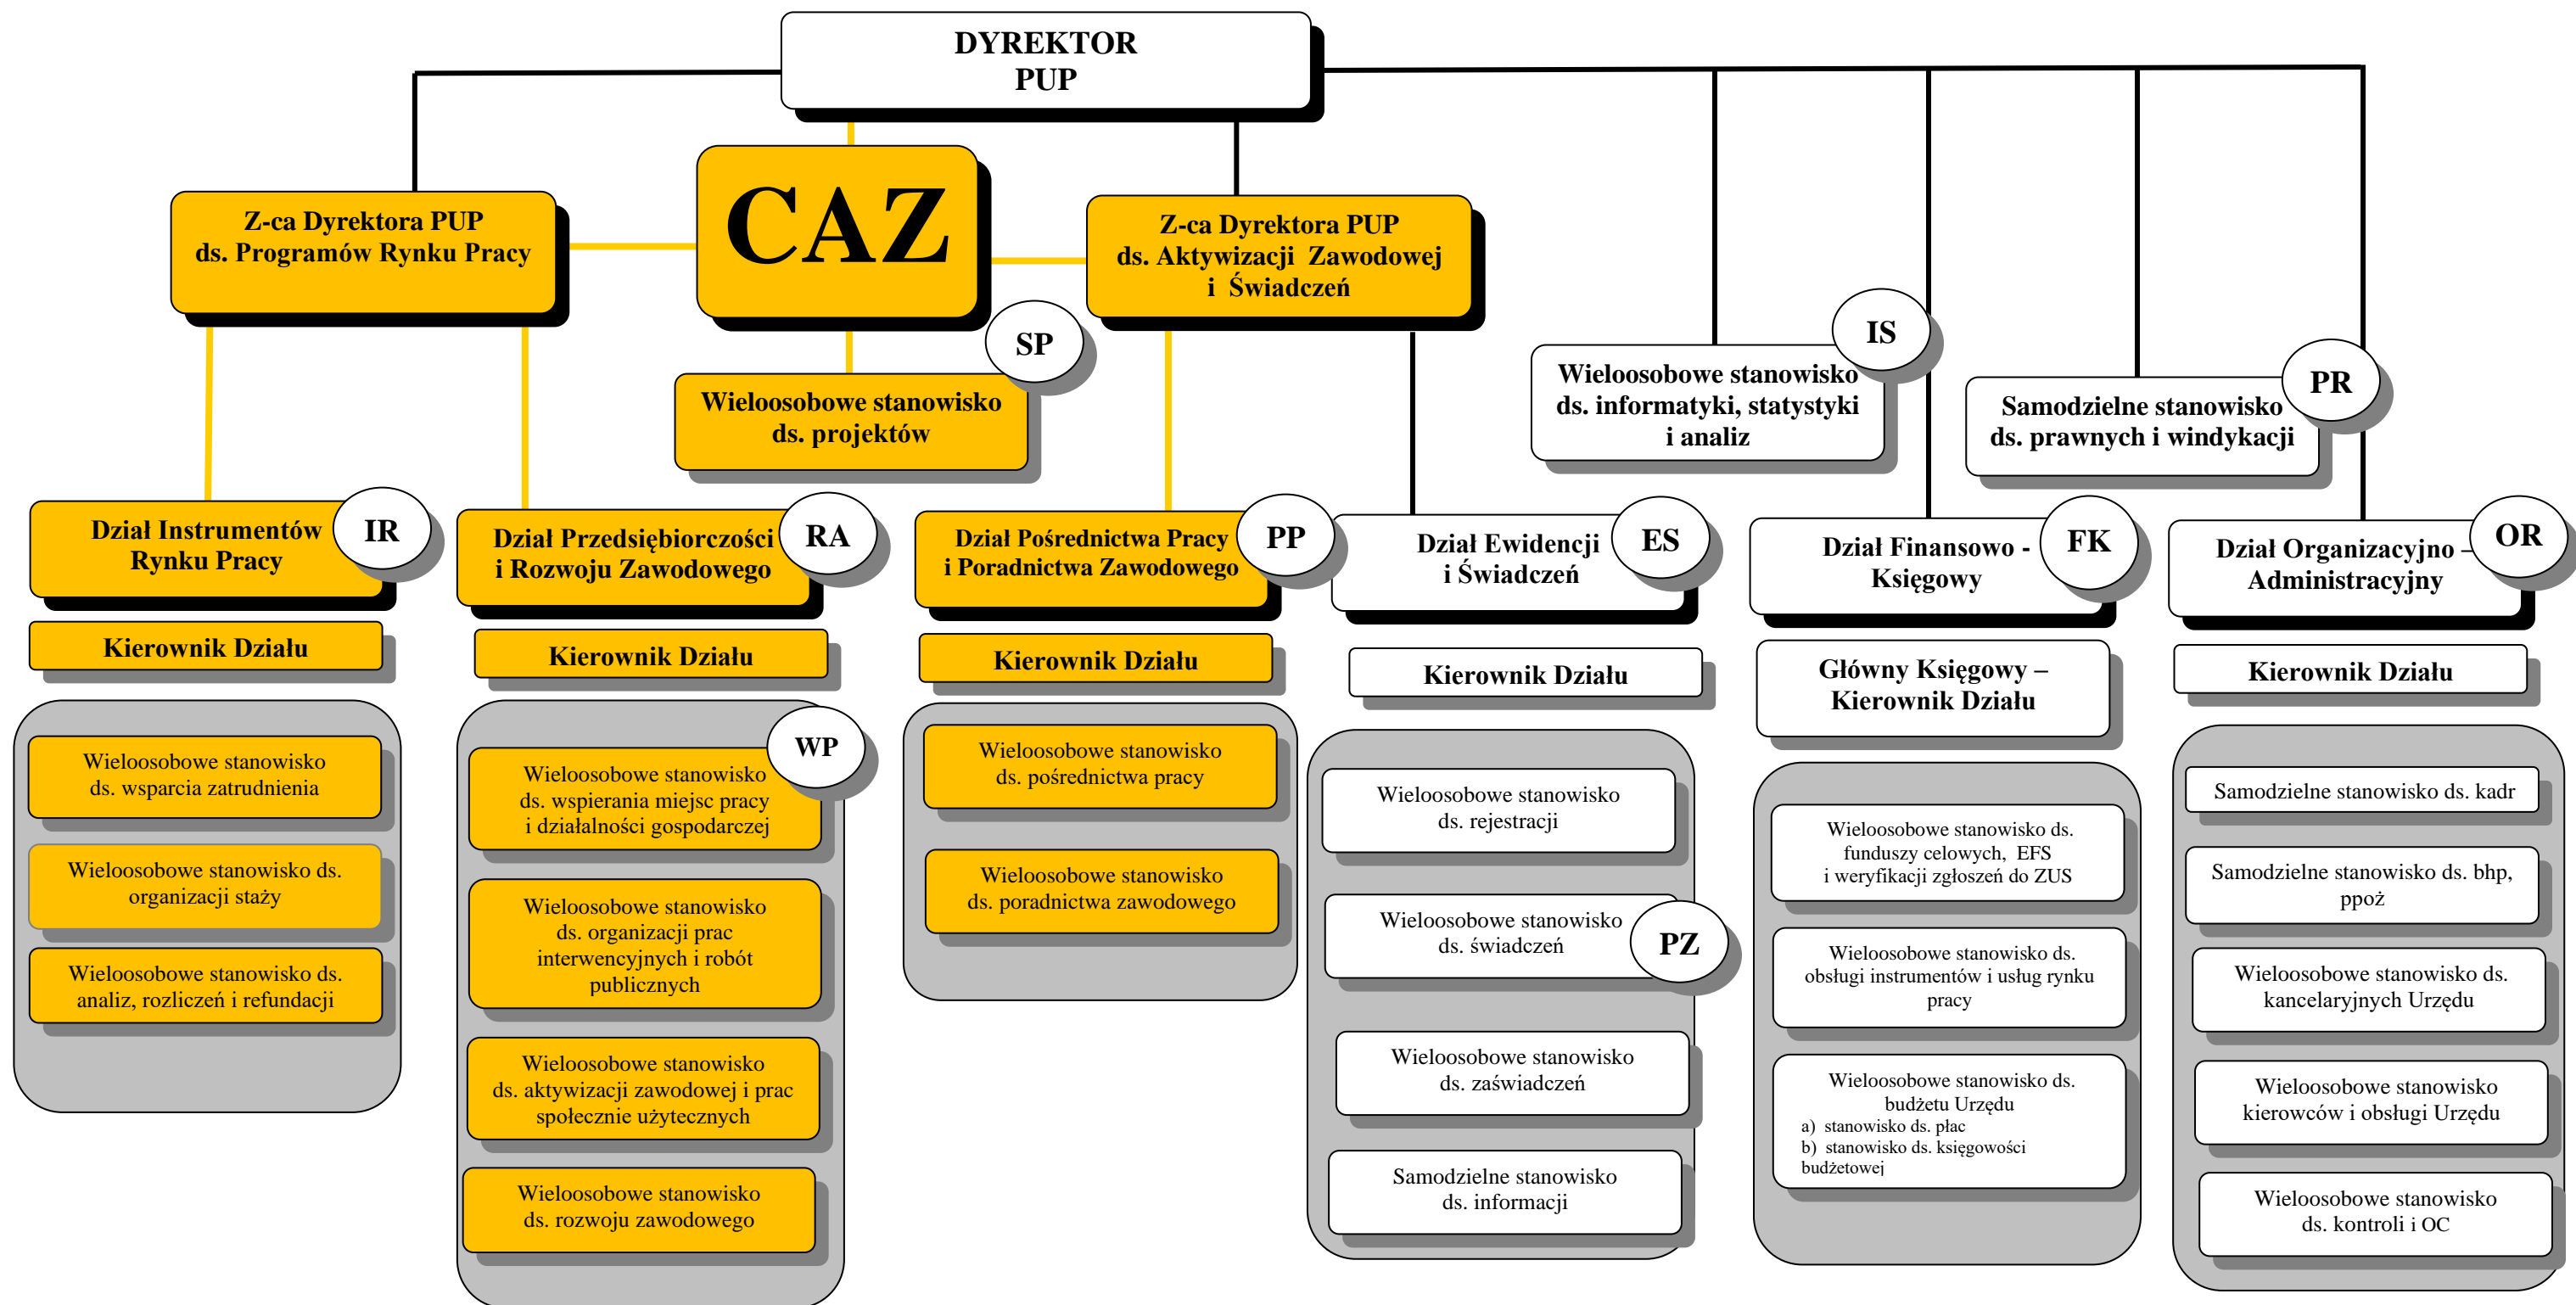 DYREKTOR
PUP
CAZ
Z-ca Dyrektora PUP
ds. Programów Rynku Pracy
Z-ca Dyrektora PUP
ds. Aktywizacji Zawodowej
i Świadczeń
SP
Wieloosobowe stanowisko
ds. projektów
IS
Wieloosobowe stanowisko
ds. informatyki, statystyki
i analiz
PR
Samodzielne stanowisko
ds. prawnych i windykacji
IR
Dział Instrumentów
Rynku Pracy
Kierownik Działu
Wieloosobowe stanowisko
ds. wsparcia zatrudnienia
Wieloosobowe stanowisko ds.
organizacji staży
Wieloosobowe stanowisko ds.
analiz, rozliczeń i refundacji
RA
Dział Przedsiębiorczości
i Rozwoju Zawodowego
Kierownik Działu
WP
Wieloosobowe stanowisko
ds. wspierania miejsc pracy
i działalności gospodarczej
Wieloosobowe stanowisko
ds. organizacji prac
interwencyjnych i robót
publicznych
Wieloosobowe stanowisko
ds. aktywizacji zawodowej i prac
społecznie użytecznych
Wieloosobowe stanowisko
ds. rozwoju zawodowego
PP
Dział Pośrednictwa Pracy
i Poradnictwa Zawodowego
Kierownik Działu
Wieloosobowe stanowisko
ds. pośrednictwa pracy
Wieloosobowe stanowisko
ds. poradnictwa zawodowego
ES
Dział Ewidencji
i Świadczeń
Kierownik Działu
Wieloosobowe stanowisko
ds. rejestracji
Wieloosobowe stanowisko
ds. świadczeń
PZ
Wieloosobowe stanowisko
ds. zaświadczeń
Samodzielne stanowisko
ds. informacji
FK
Dział Finansowo -
Księgowy
Główny Księgowy –
Kierownik Działu
Wieloosobowe stanowisko ds.
funduszy celowych, EFS
i weryfikacji zgłoszeń do ZUS
Wieloosobowe stanowisko ds.
obsługi instrumentów i usług rynku
pracy
Wieloosobowe stanowisko ds.
budżetu Urzędu
a) stanowisko ds. płac
b) stanowisko ds. księgowości
budżetowej
OR
Dział Organizacyjno –
Administracyjny
Kierownik Działu
Samodzielne stanowisko ds. kadr
Samodzielne stanowisko ds. bhp,
ppoż
Wieloosobowe stanowisko ds.
kancelaryjnych Urzędu
Wieloosobowe stanowisko
kierowców i obsługi Urzędu
Wieloosobowe stanowisko
ds. kontroli i OC